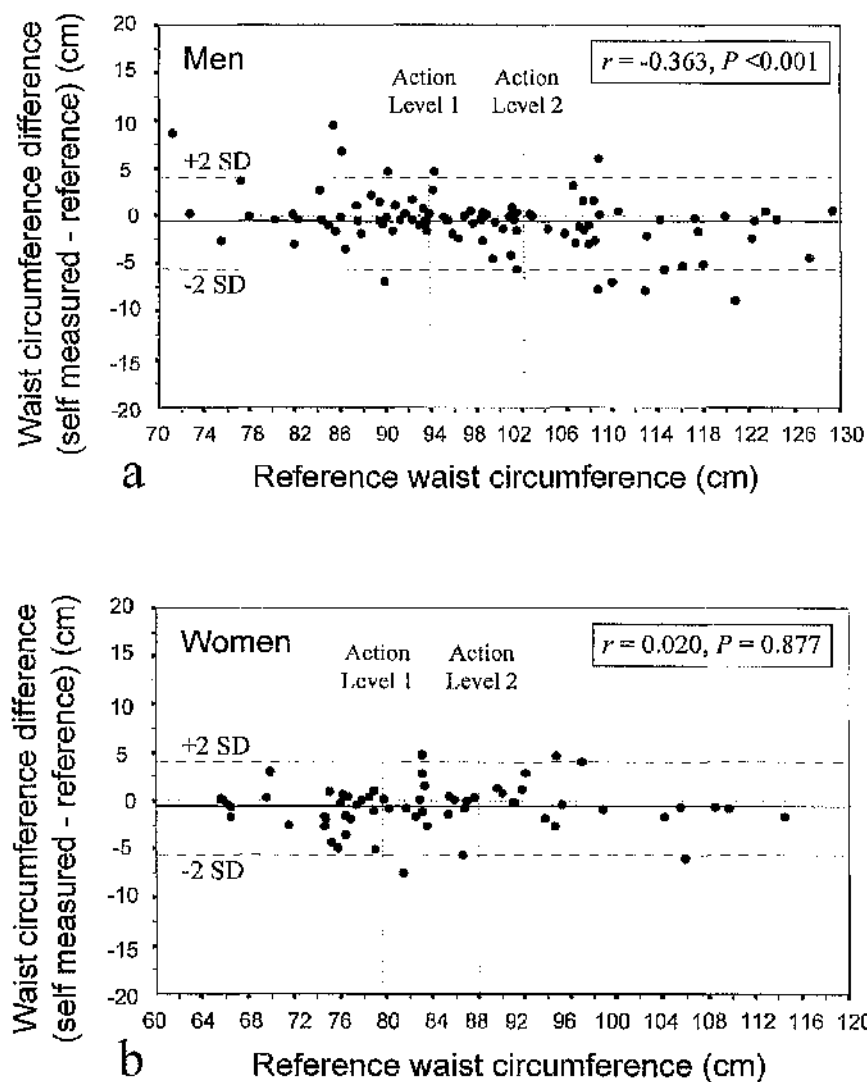 Waist circumference difference
(self measured - reference) (cm)
20
15
10
5
0
-5
-10
-15
-20
Men
r = -0.363, P <0.001
Action
Level 1
Action
Level 2
+2 SD
-2 SD
70 74 78 82 86 90 94 98 102 106 110 114 118 122 126 130
a
Reference waist circumference (cm)
Waist circumference difference
(self measured - reference) (cm)
20
15
10
5
0
-5
-10
-15
-20
Women
r = 0.020, P = 0.877
Action
Level 1
Action
Level 2
+2 SD
-2 SD
60 64 68 72 76 80 84 88 92 96 100 104 108 112 116 120
b
Reference waist circumference (cm)